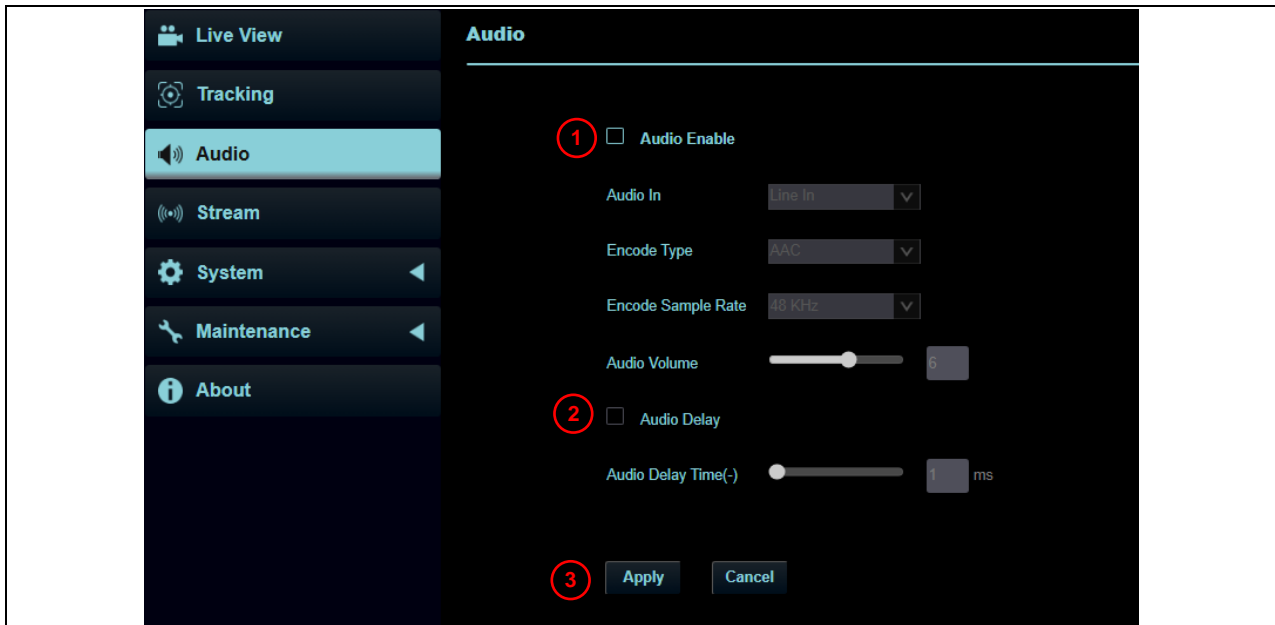 Live View
Tracking
Audio
Stream
System
Maintenance
About
Audio
1 Audio Enable
Audio In Line In
Encode Type AAC
Encode Sample Rate 48 KHz
Audio Volume 6
2 Audio Delay
Audio Delay Time(-) 1 ms
3 Apply Cancel